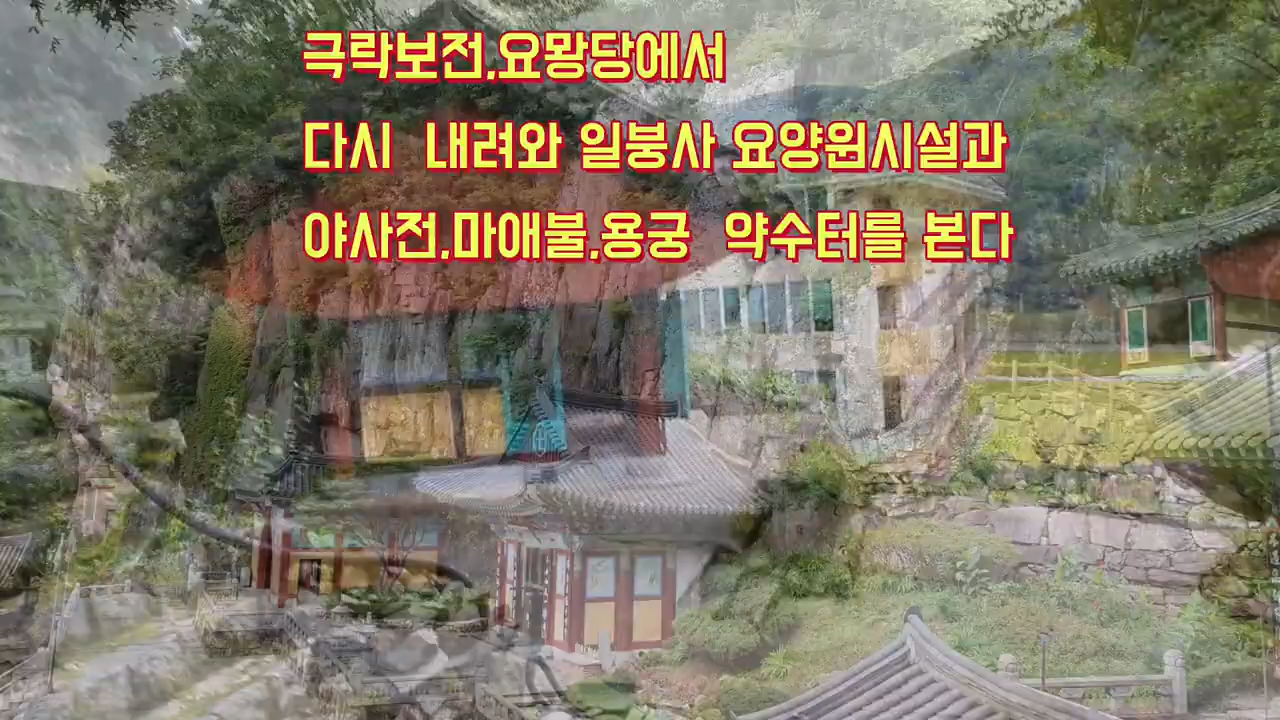 극락보전,요뫙당에서
다시 내려와 일붕사 요양원시설과
야사전,마애불,용궁 약수터를 본다